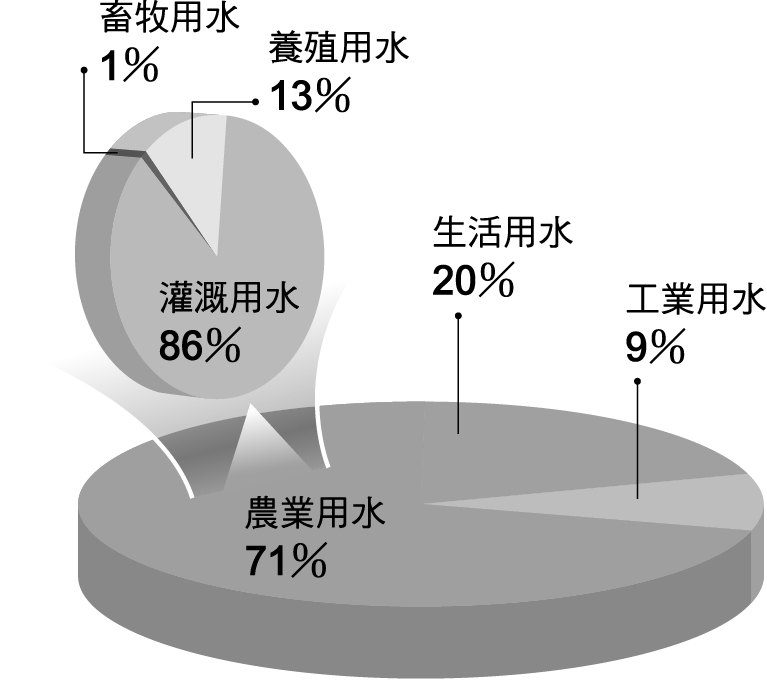 畜牧用水
1%
養殖用水
13%
灌溉用水
86%
生活用水
20%
工業用水
9%
農業用水
71%